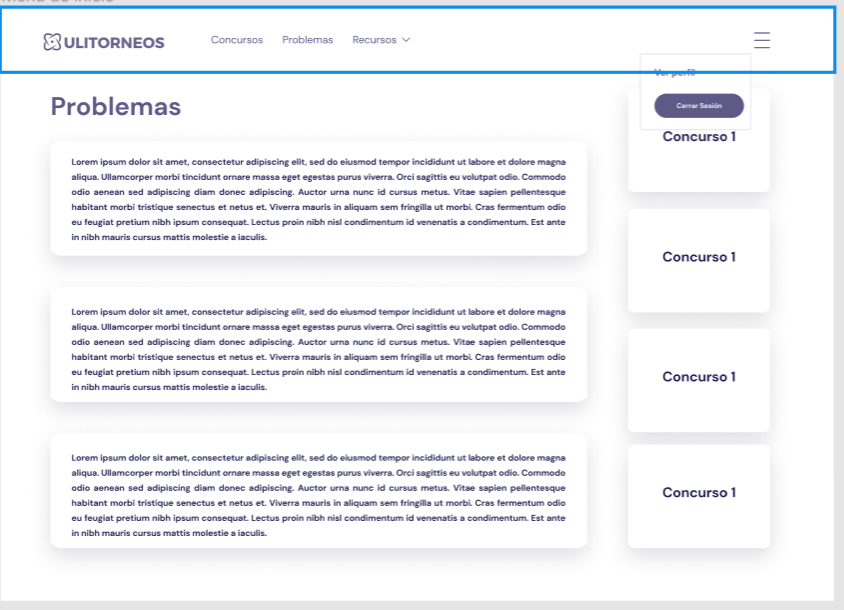 Menú de inicio
ULITORNEOS
Concursos
Problemas
Recursos
Ver perfil
Cerrar Sesión
Problemas
Lorem ipsum dolor sit amet, consectetur adipiscing elit, sed do eiusmod tempor incididunt ut labore et dolore magna
aliqua. Ullamcorper morbi tincidunt ornare massa eget egestas purus viverra. Orci sagittis eu volutpat odio. Commodo
odio aenean sed adipiscing diam donec adipiscing. Auctor urna nunc id cursus metus. Vitae sapien pellentesque
habitant morbi tristique senectus et netus et. Viverra mauris in aliquam sem fringilla ut morbi. Cras fermentum odio
eu feugiat pretium nibh ipsum consequat. Lectus proin nibh nisl condimentum id venenatis a condimentum. Est ante
in nibh mauris cursus mattis molestie a iaculis.
Lorem ipsum dolor sit amet, consectetur adipiscing elit, sed do eiusmod tempor incididunt ut labore et dolore magna
aliqua. Ullamcorper morbi tincidunt ornare massa eget egestas purus viverra. Orci sagittis eu volutpat odio. Commodo
odio aenean sed adipiscing diam donec adipiscing. Auctor urna nunc id cursus metus. Vitae sapien pellentesque
habitant morbi tristique senectus et netus et. Viverra mauris in aliquam sem fringilla ut morbi. Cras fermentum odio
eu feugiat pretium nibh ipsum consequat. Lectus proin nibh nisl condimentum id venenatis a condimentum. Est ante
in nibh mauris cursus mattis molestie a iaculis.
Lorem ipsum dolor sit amet, consectetur adipiscing elit, sed do eiusmod tempor incididunt ut labore et dolore magna
aliqua. Ullamcorper morbi tincidunt ornare massa eget egestas purus viverra. Orci sagittis eu volutpat odio. Commodo
odio aenean sed adipiscing diam donec adipiscing. Auctor urna nunc id cursus metus. Vitae sapien pellentesque
habitant morbi tristique senectus et netus et. Viverra mauris in aliquam sem fringilla ut morbi. Cras fermentum odio
eu feugiat pretium nibh ipsum consequat. Lectus proin nibh nisl condimentum id venenatis a condimentum. Est ante
in nibh mauris cursus mattis molestie a iaculis.
Concurso 1
Concurso 1
Concurso 1
Concurso 1